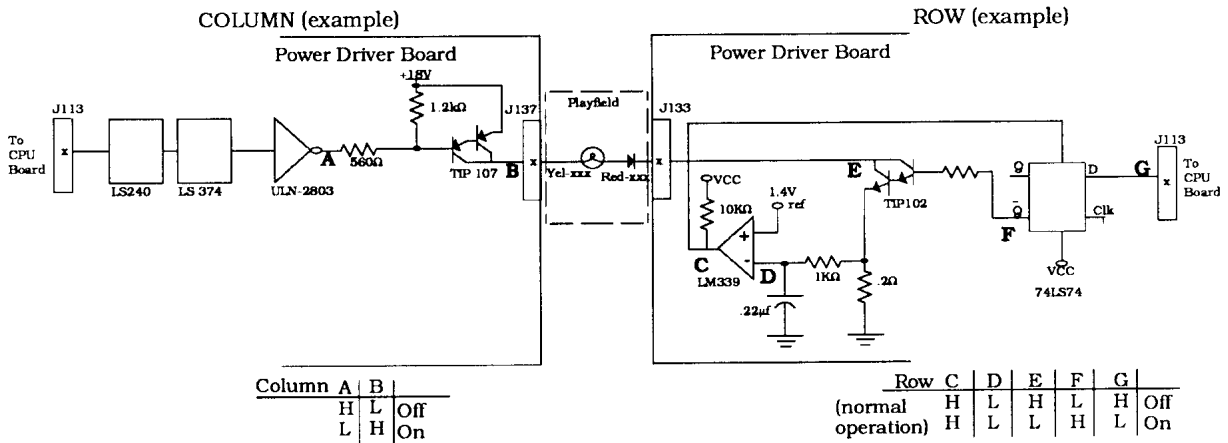 COLUMN (example)
ROW (example)
Power Driver Board
Power Driver Board
+18V
1.2kΩ
J113
To
CPU
Board
x
LS240
LS 374
ULN-2803
A
560Ω
TIP 107
B
J137
x
Playfield
Yel-xxx
Red-xxx
J133
x
VCC
10KΩ
1.4V
ref
+
-
C
LM339
D
.22µf
1KΩ
.2Ω
E
TIP102
F
Q
Q̅
D
Clk
VCC
74LS74
G
J113
x
To
CPU
Board
Column A B
H L Off
L H On
Row C D E F G
(normal operation)
H L H L H Off
H L L H L On